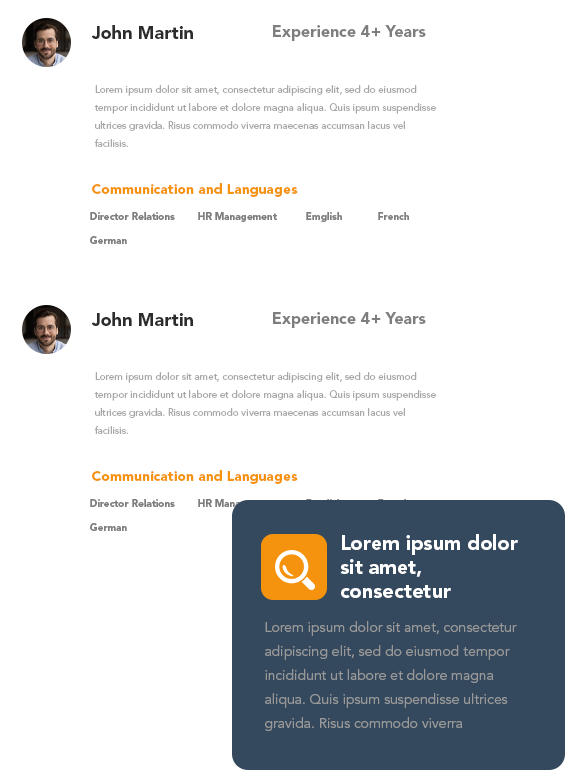 John Martin
Experience 4+ Years
Lorem ipsum dolor sit amet, consectetur adipiscing elit, sed do eiusmod
tempor incididunt ut labore et dolore magna aliqua. Quis ipsum suspendisse
ultrices gravida. Risus commodo viverra maecenas accumsan lacus vel
facilisis.
Communication and Languages
Director Relations HR Management Emglish French
German
John Martin
Experience 4+ Years
Lorem ipsum dolor sit amet, consectetur adipiscing elit, sed do eiusmod
tempor incididunt ut labore et dolore magna aliqua. Quis ipsum suspendisse
ultrices gravida. Risus commodo viverra maecenas accumsan lacus vel
facilisis.
Communication and Languages
Director Relations HR
German
Lorem ipsum dolor
sit amet,
consectetur
Lorem ipsum dolor sit amet, consectetur
adipiscing elit, sed do eiusmod tempor
incididunt ut labore et dolore magna
aliqua. Quis ipsum suspendisse ultrices
gravida. Risus commodo viverra